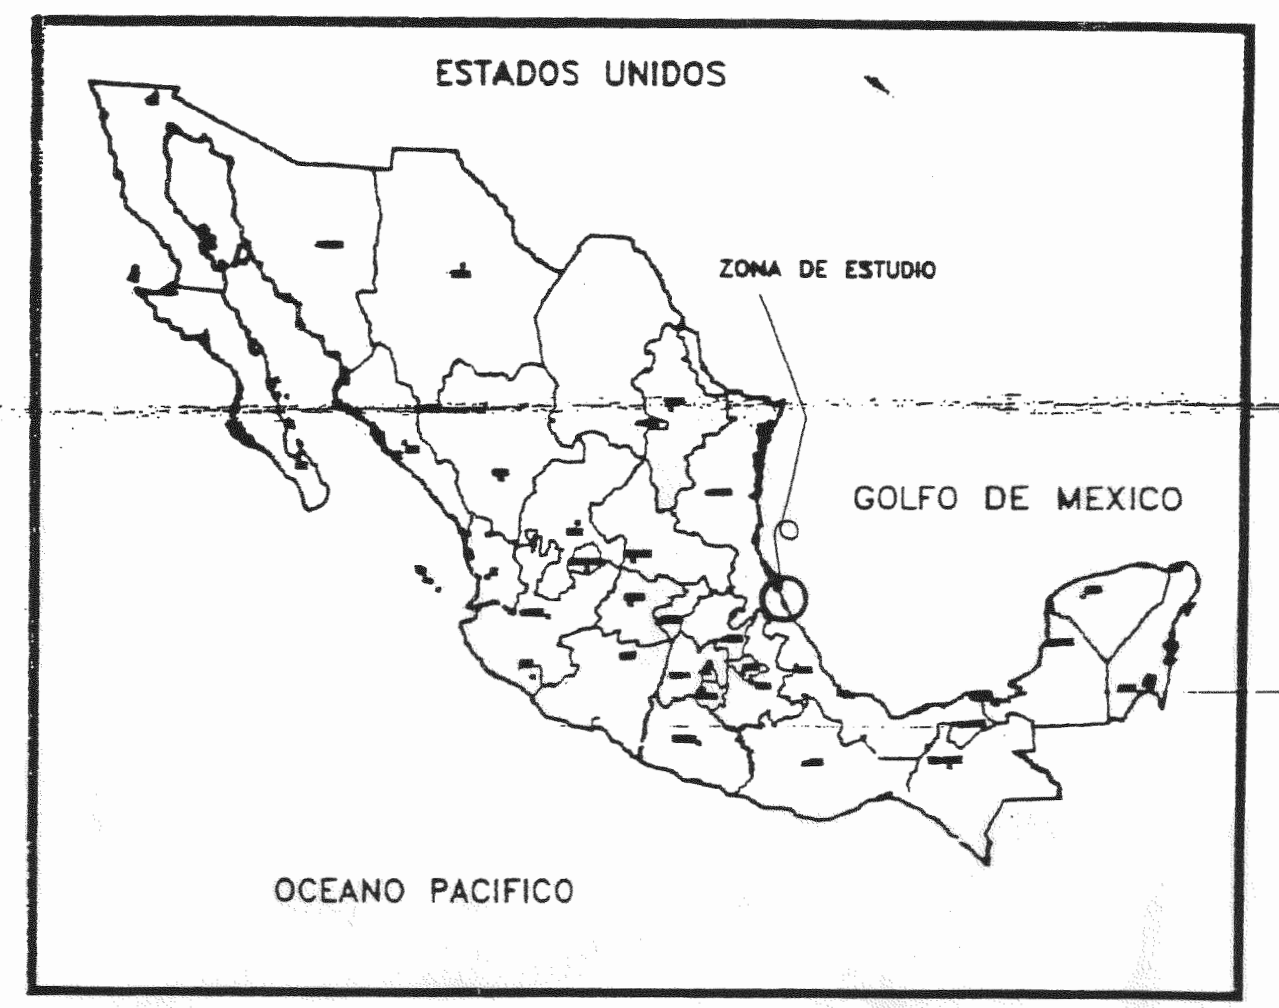 ESTADOS UNIDOS
ZONA DE ESTUDIO
GOLFO DE MEXICO
OCEANO PACIFICO